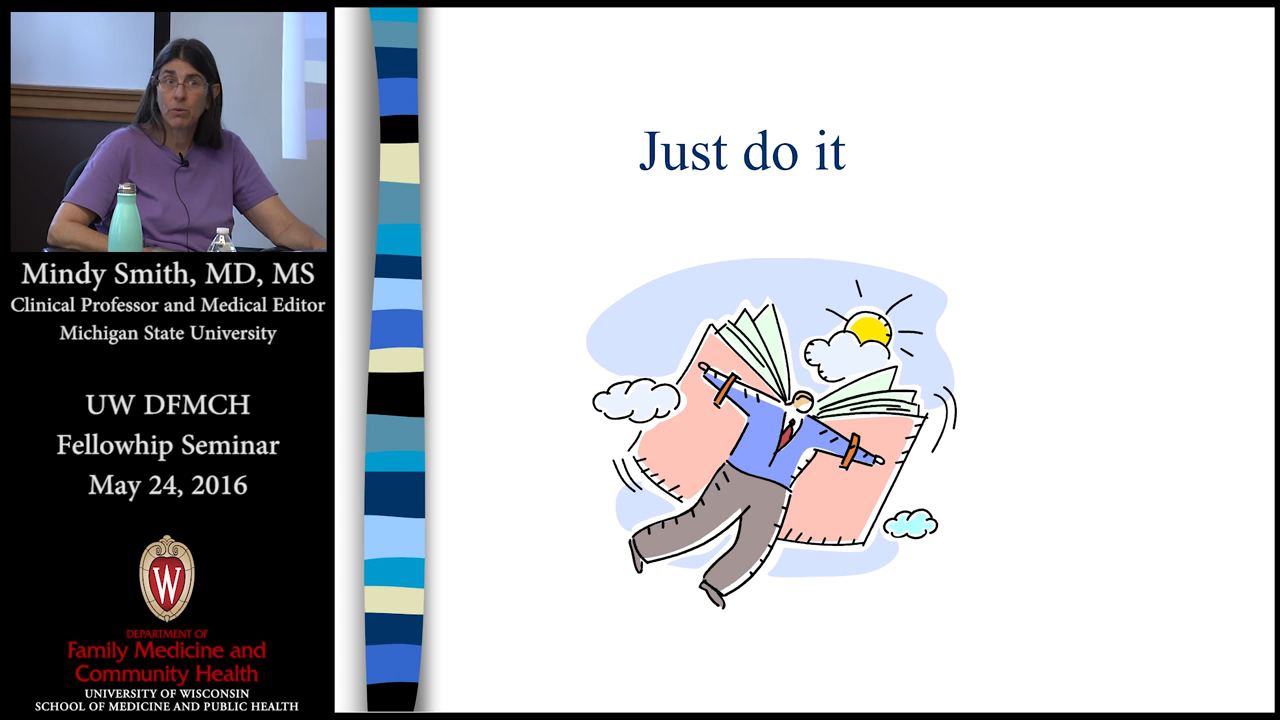 Mindy Smith, MD, MS
Clinical Professor and Medical Editor
Michigan State University
UW DFMCH
Fellowhip Seminar
May 24, 2016
W
DEPARTMENT OF
Family Medicine and
Community Health
UNIVERSITY OF WISCONSIN
SCHOOL OF MEDICINE AND PUBLIC HEALTH
Just do it